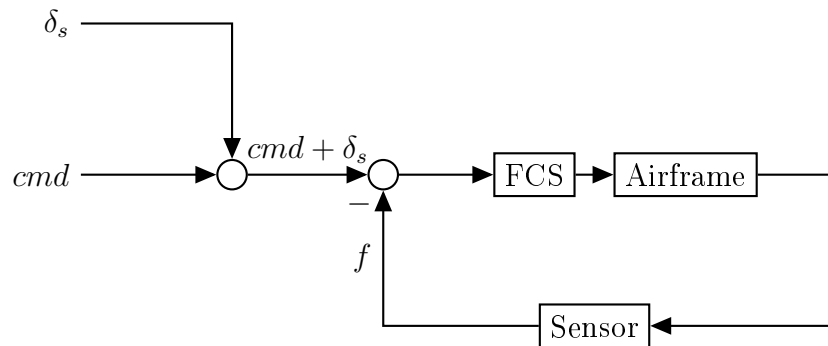 δ_s
cmd + δ_s
cmd
FCS
Airframe
−
f
Sensor